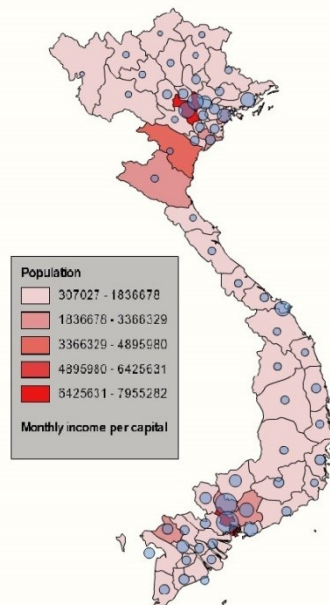 Population
307027 - 1836678
1836678 - 3366329
3366329 - 4895980
4895980 - 6425631
6425631 - 7955282
Monthly income per capital